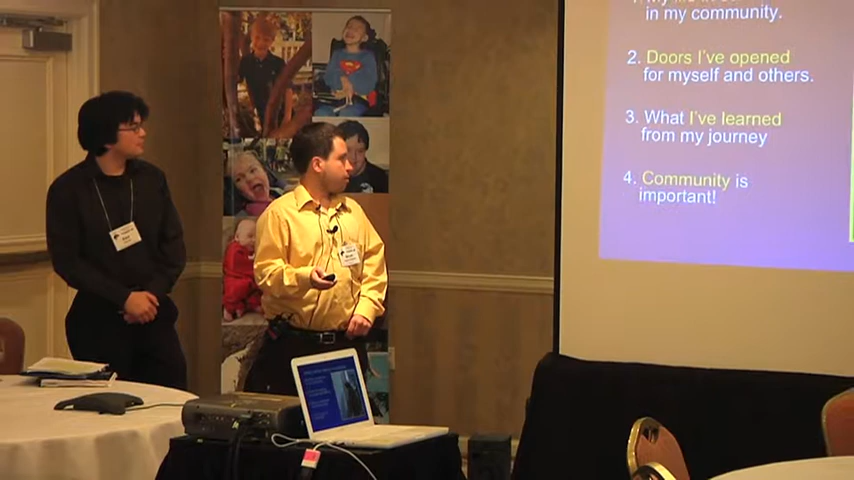 in my community.
2. Doors I've opened
for myself and others.
3. What I've learned
from my journey
4. Community is
important!